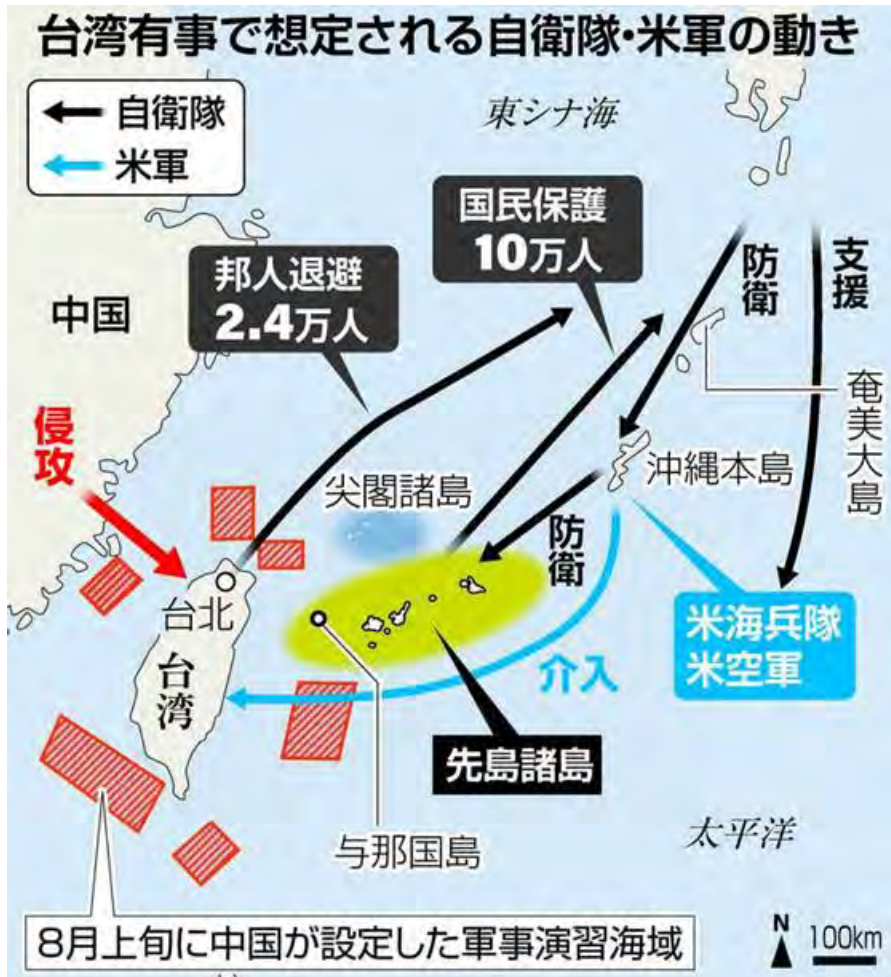 台湾有事で想定される自衛隊・米軍の動き
自衛隊
米軍
東シナ海
国民保護
10万人
邦人退避
2.4万人
中国
防衛
支援
侵攻
奄美大島
尖閣諸島
沖縄本島
防衛
台北
台湾
米海兵隊
米空軍
介入
先島諸島
与那国島
太平洋
8月上旬に中国が設定した軍事演習海域
N
100km